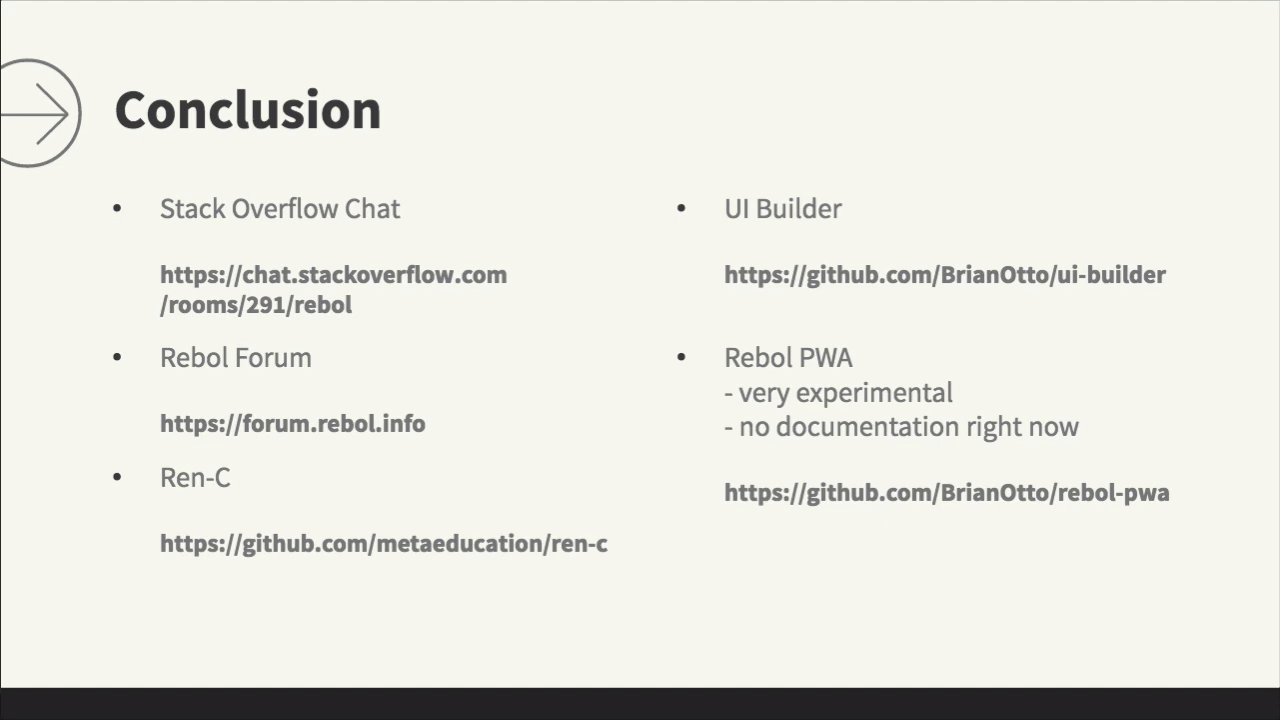 Conclusion
• Stack Overflow Chat
https://chat.stackoverflow.com
/rooms/291/rebol
• Rebol Forum
https://forum.rebol.info
• Ren-C
https://github.com/metaeducation/ren-c
• UI Builder
https://github.com/BrianOtto/ui-builder
• Rebol PWA
- very experimental
- no documentation right now
https://github.com/BrianOtto/rebol-pwa